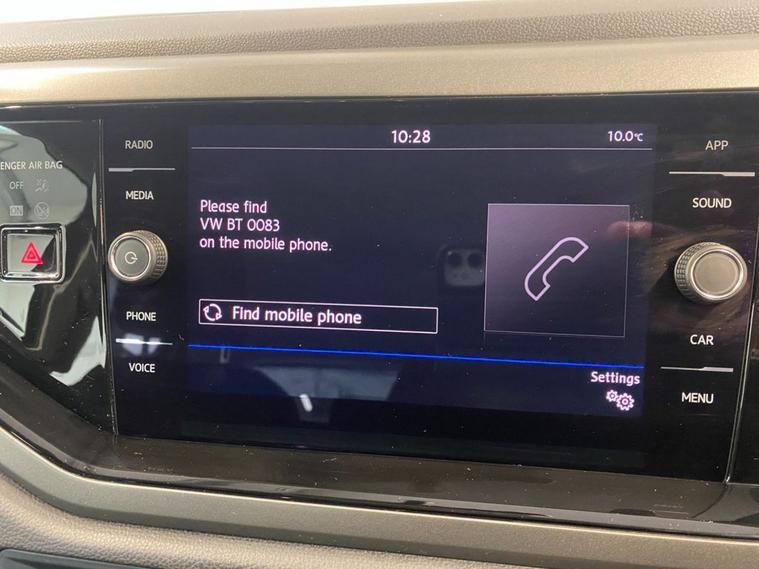 10:28
10.0°C
RADIO
ENGER AIR BAG
OFF
ON
MEDIA
PHONE
VOICE
Please find
VW BT 0083
on the mobile phone.
Find mobile phone
Settings
APP
SOUND
CAR
MENU